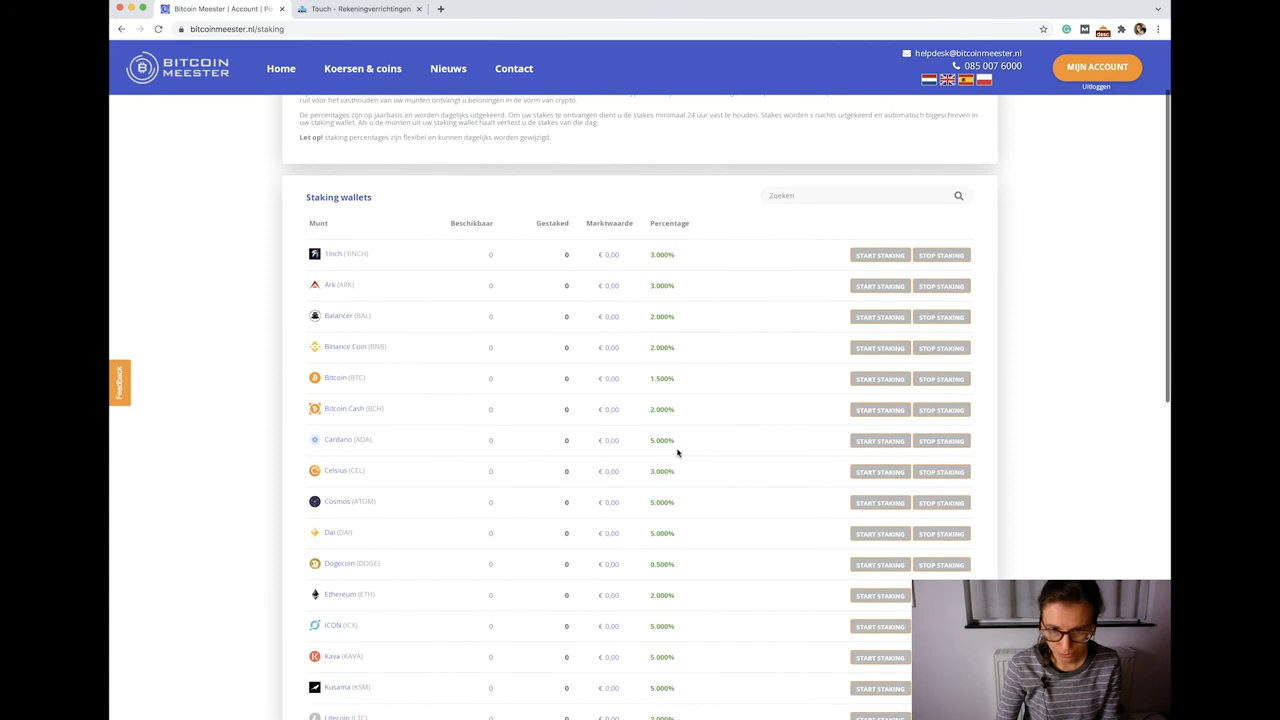 Bitcoin Meester | Account | Po
Touch - Rekeningverrichtingen
bitcoinmeester.nl/staking
BITCOIN MEESTER
Home
Koersen & coins
Nieuws
Contact
helpdesk@bitcoinmeester.nl
085 007 6000
MIJN ACCOUNT
Uitloggen
ruil voor het vasthouden van uw munten ontvangt u beloningen in de vorm van crypto.
De percentages zijn op jaarbasis en worden dagelijks uitgekeerd. Om uw stakes te ontvangen dient u de stakes minimaal 24 uur vast te houden. Stakes worden s nachts uitgekeerd en automatisch bijgeschreven in
uw staking wallet. Als u de munten uit uw staking wallet haalt verliest u de stakes van die dag.
Let op! staking percentages zijn flexibel en kunnen dagelijks worden gewijzigd.
Staking wallets
Zoeken
Munt Beschikbaar Gestaked Marktwaarde Percentage
1inch (1INCH) 0 0 € 0,00 3.000% START STAKING STOP STAKING
Ark (ARK) 0 0 € 0,00 3.000% START STAKING STOP STAKING
Balancer (BAL) 0 0 € 0,00 2.000% START STAKING STOP STAKING
Binance Coin (BNB) 0 0 € 0,00 2.000% START STAKING STOP STAKING
Bitcoin (BTC) 0 0 € 0,00 1.500% START STAKING STOP STAKING
Bitcoin Cash (BCH) 0 0 € 0,00 2.000% START STAKING STOP STAKING
Cardano (ADA) 0 0 € 0,00 5.000% START STAKING STOP STAKING
Celsius (CEL) 0 0 € 0,00 3.000% START STAKING STOP STAKING
Cosmos (ATOM) 0 0 € 0,00 5.000% START STAKING STOP STAKING
Dai (DAI) 0 0 € 0,00 5.000% START STAKING STOP STAKING
Dogecoin (DOGE) 0 0 € 0,00 0.500% START STAKING STOP STAKING
Ethereum (ETH) 0 0 € 0,00 2.000% START STAKING
ICON (ICX) 0 0 € 0,00 5.000% START STAKING
Kava (KAVA) 0 0 € 0,00 5.000% START STAKING
Kusama (KSM) 0 0 € 0,00 5.000% START STAKING
Litecoin (LTC) 0 0 € 0,00 2.000%
Feedback